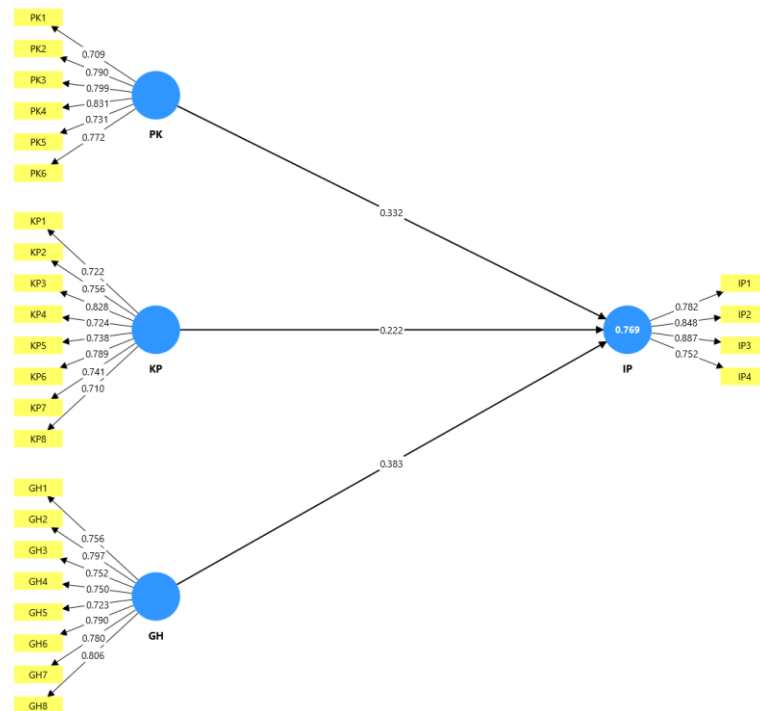 PK1
0.709
PK2
0.790
PK3
0.799
PK4
0.831
PK5
0.731
PK6
0.772
PK
0.332
KP1
0.722
KP2
0.756
KP3
0.828
KP4
0.724
KP5
0.738
KP6
0.789
KP7
0.741
KP8
0.710
KP
0.222
GH1
0.756
GH2
0.797
GH3
0.752
GH4
0.750
GH5
0.723
GH6
0.790
GH7
0.780
GH8
0.806
GH
0.383
0.769
IP
IP1
0.782
IP2
0.848
IP3
0.887
IP4
0.752